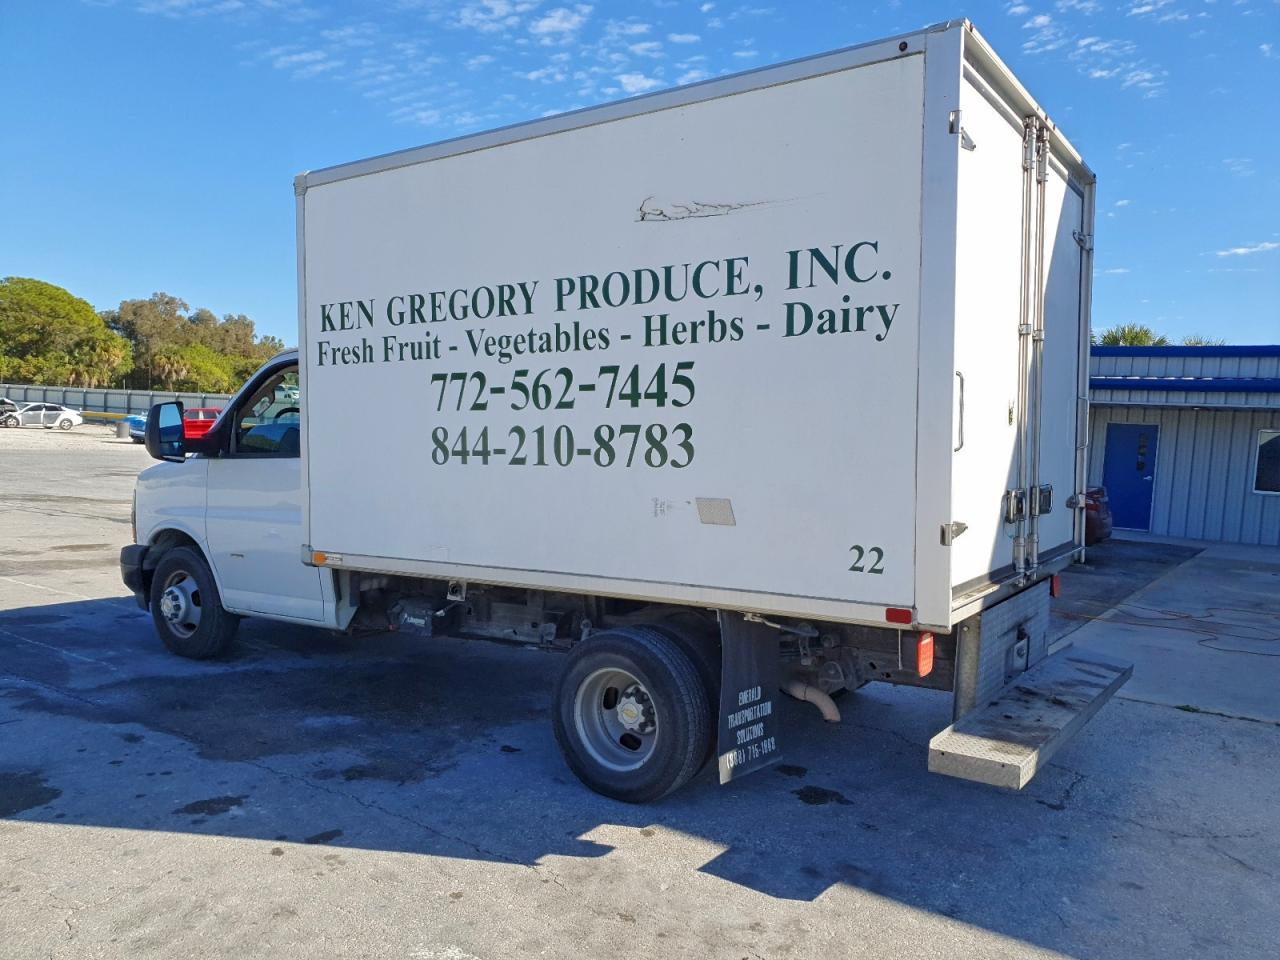 KEN GREGORY PRODUCE, INC.
Fresh Fruit - Vegetables - Herbs - Dairy
772-562-7445
844-210-8783
22
EMERALD
TRANSPORTATION
SOLUTIONS